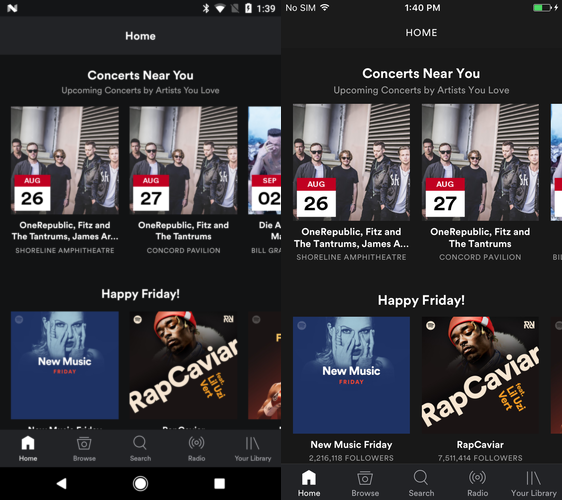 1:39
Home
Concerts Near You
Upcoming Concerts by Artists You Love
AUG
26
AUG
27
SEP
02
OneRepublic, Fitz and
The Tantrums, James Ar...
SHORELINE AMPHITHEATRE
OneRepublic, Fitz and
The Tantrums
CONCORD PAVILION
Die A
M
BILL GRA
Happy Friday!
New Music
FRIDAY
RapCaviar
feat.
Lil Uzi
Vert
New Music Friday
RapCaviar
Home
Browse
Search
Radio
Your Library
No SIM
1:40 PM
HOME
Concerts Near You
Upcoming Concerts by Artists You Love
AUG
26
AUG
27
OneRepublic, Fitz and
The Tantrums, James A...
SHORELINE AMPHITHEATRE
OneRepublic, Fitz and
The Tantrums
CONCORD PAVILION
Happy Friday!
New Music
FRIDAY
RapCaviar
feat.
Lil Uzi
Vert
New Music Friday
2,216,118 FOLLOWERS
RapCaviar
7,511,414 FOLLOWERS
Home
Browse
Search
Radio
Your Library